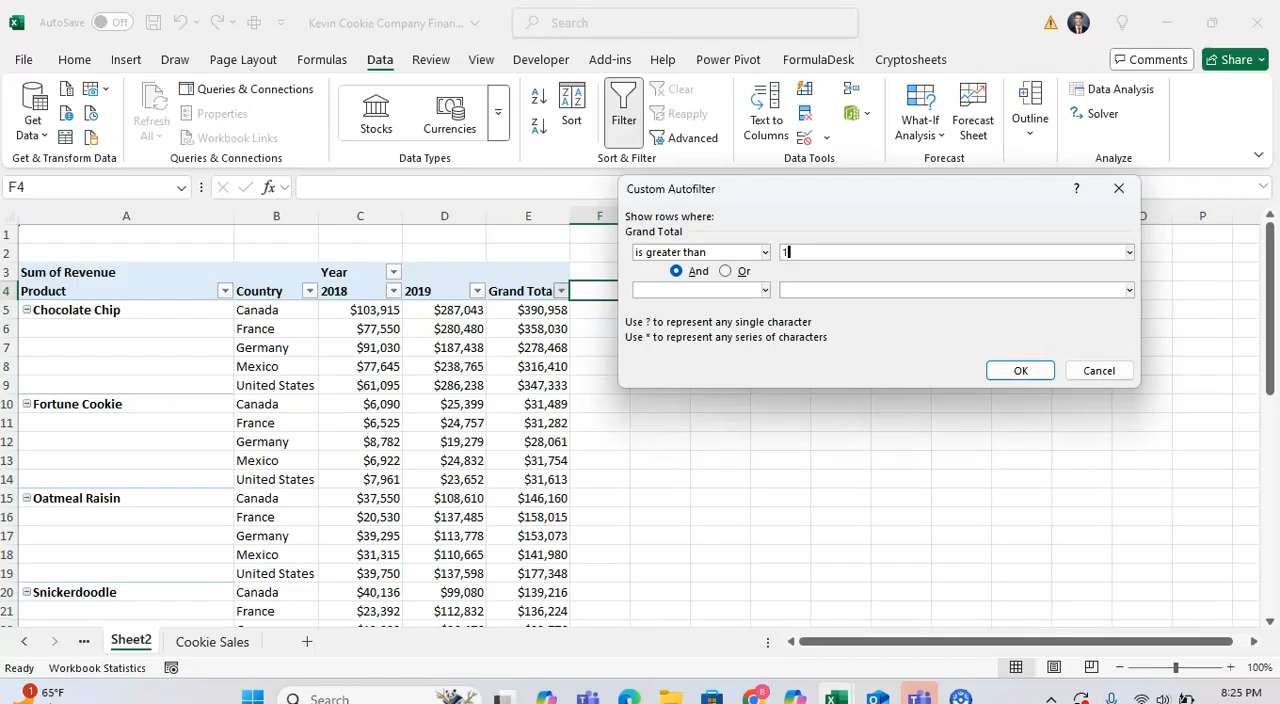 AutoSave Off Kevin Cookie Company Finan... Search
File Home Insert Draw Page Layout Formulas Data Review View Developer Add-ins Help Power Pivot FormulaDesk Cryptosheets Comments Share
Get Data
Refresh All
Queries & Connections
Properties
Workbook Links
Stocks
Currencies
Sort
Filter
Clear
Reapply
Advanced
Text to Columns
What-If Analysis
Forecast Sheet
Outline
Data Analysis
Solver
Get & Transform Data Queries & Connections Data Types Sort & Filter Data Tools Forecast Analyze
F4 fx
A B C D E F O P
Custom Autofilter ? 
Show rows where:
Grand Total
is greater than 1
And Or
Use ? to represent any single character
Use * to represent any series of characters
OK Cancel
1
2
3 Sum of Revenue Year
4 Product Country 2018 2019 Grand Tota
5 Chocolate Chip Canada $103,915 $287,043 $390,958
6 France $77,550 $280,480 $358,030
7 Germany $91,030 $187,438 $278,468
8 Mexico $77,645 $238,765 $316,410
9 United States $61,095 $286,238 $347,333
10 Fortune Cookie Canada $6,090 $25,399 $31,489
11 France $6,525 $24,757 $31,282
12 Germany $8,782 $19,279 $28,061
13 Mexico $6,922 $24,832 $31,754
14 United States $7,961 $23,652 $31,613
15 Oatmeal Raisin Canada $37,550 $108,610 $146,160
16 France $20,530 $137,485 $158,015
17 Germany $39,295 $113,778 $153,073
18 Mexico $31,315 $110,665 $141,980
19 United States $39,750 $137,598 $177,348
20 Snickerdoodle Canada $40,136 $99,080 $139,216
21 France $23,392 $112,832 $136,224
Sheet2 Cookie Sales
Ready Workbook Statistics 100%
1 65°F Search 8 8:25 PM